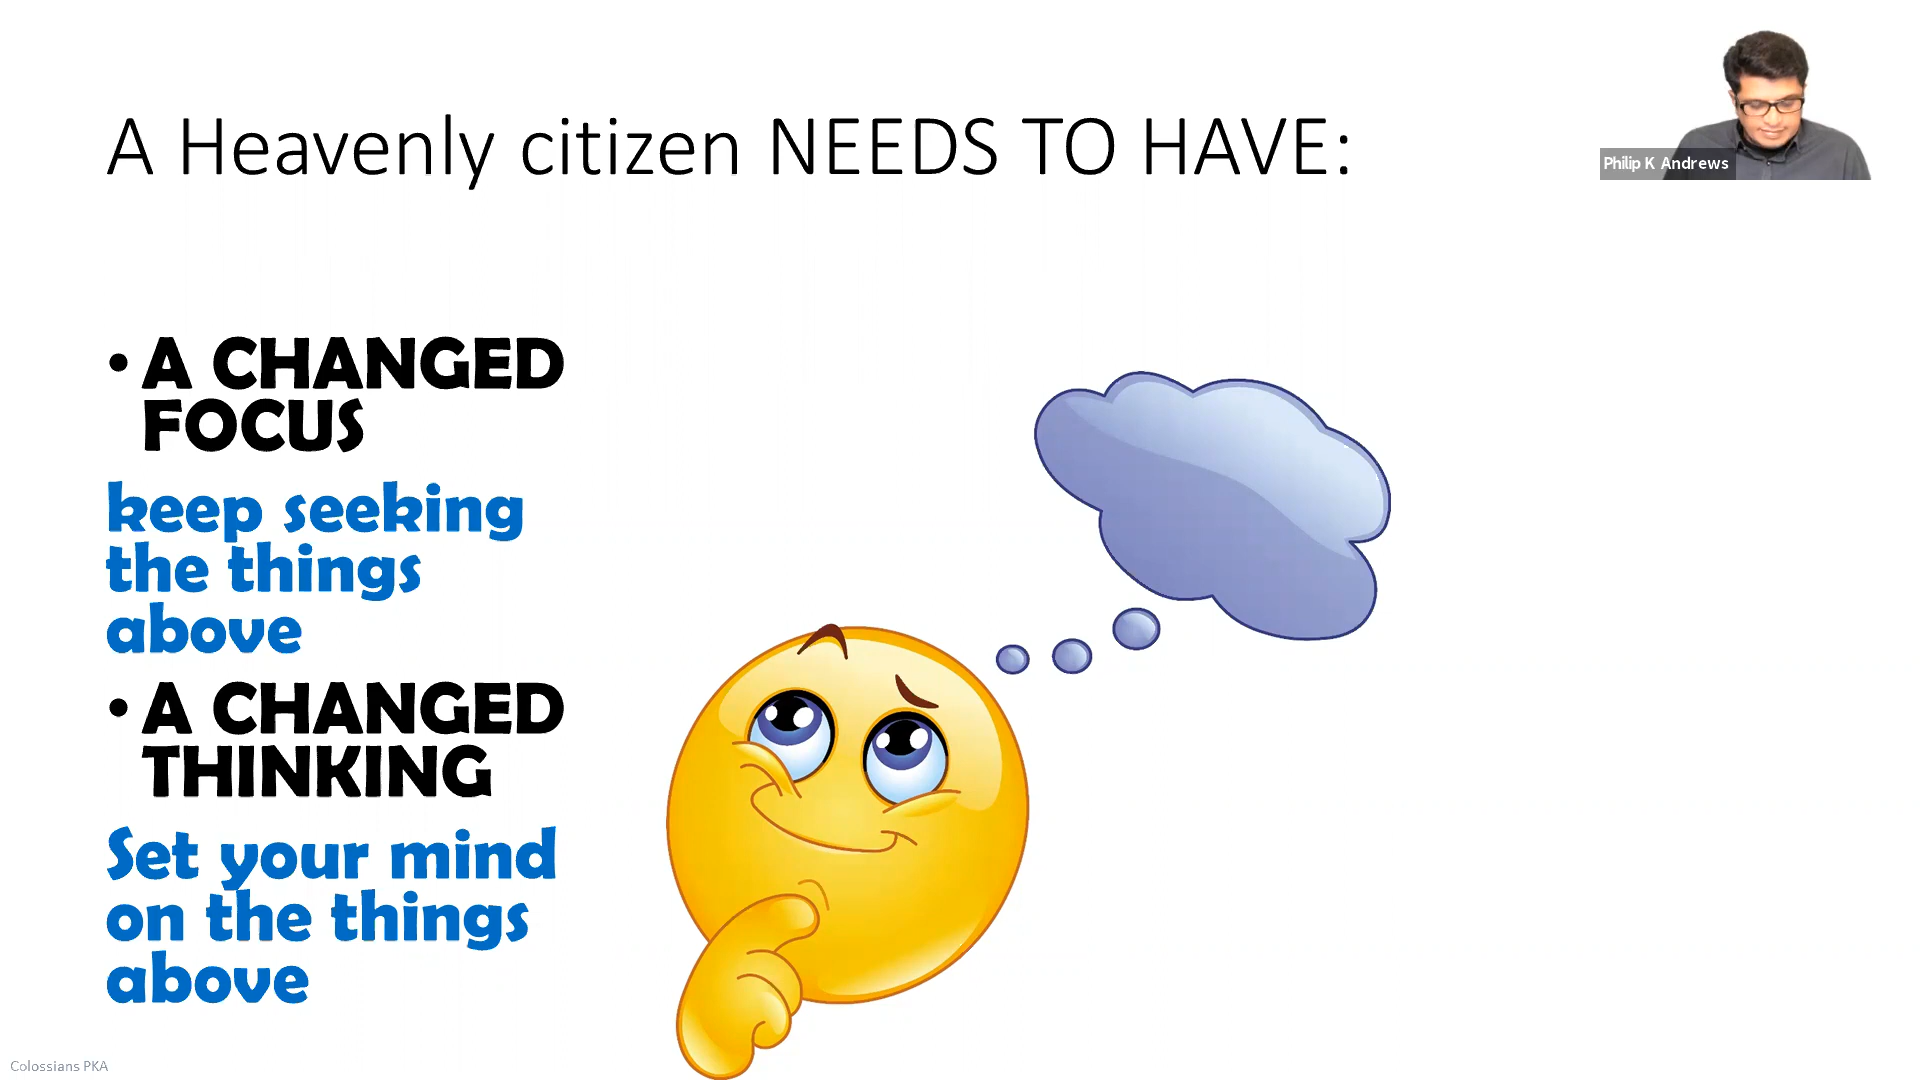 A Heavenly citizen NEEDS TO HAVE:
Philip K Andrews
• A CHANGED
FOCUS
keep seeking
the things
above
• A CHANGED
THINKING
Set your mind
on the things
above
Colossians PKA